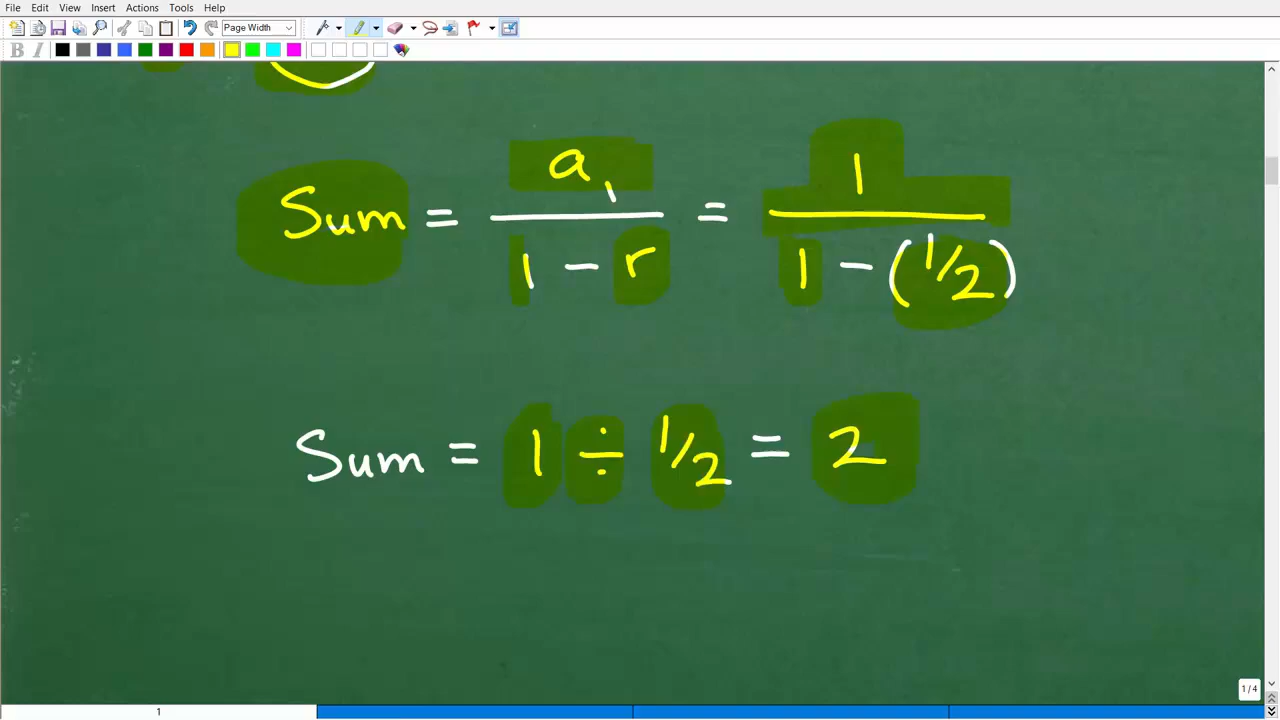 File Edit View Insert Actions Tools Help
Page Width
B I
Sum = a₁ / 1 - r = 1 / 1 - (1/2)
Sum = 1 ÷ 1/2 = 2
1/4
1